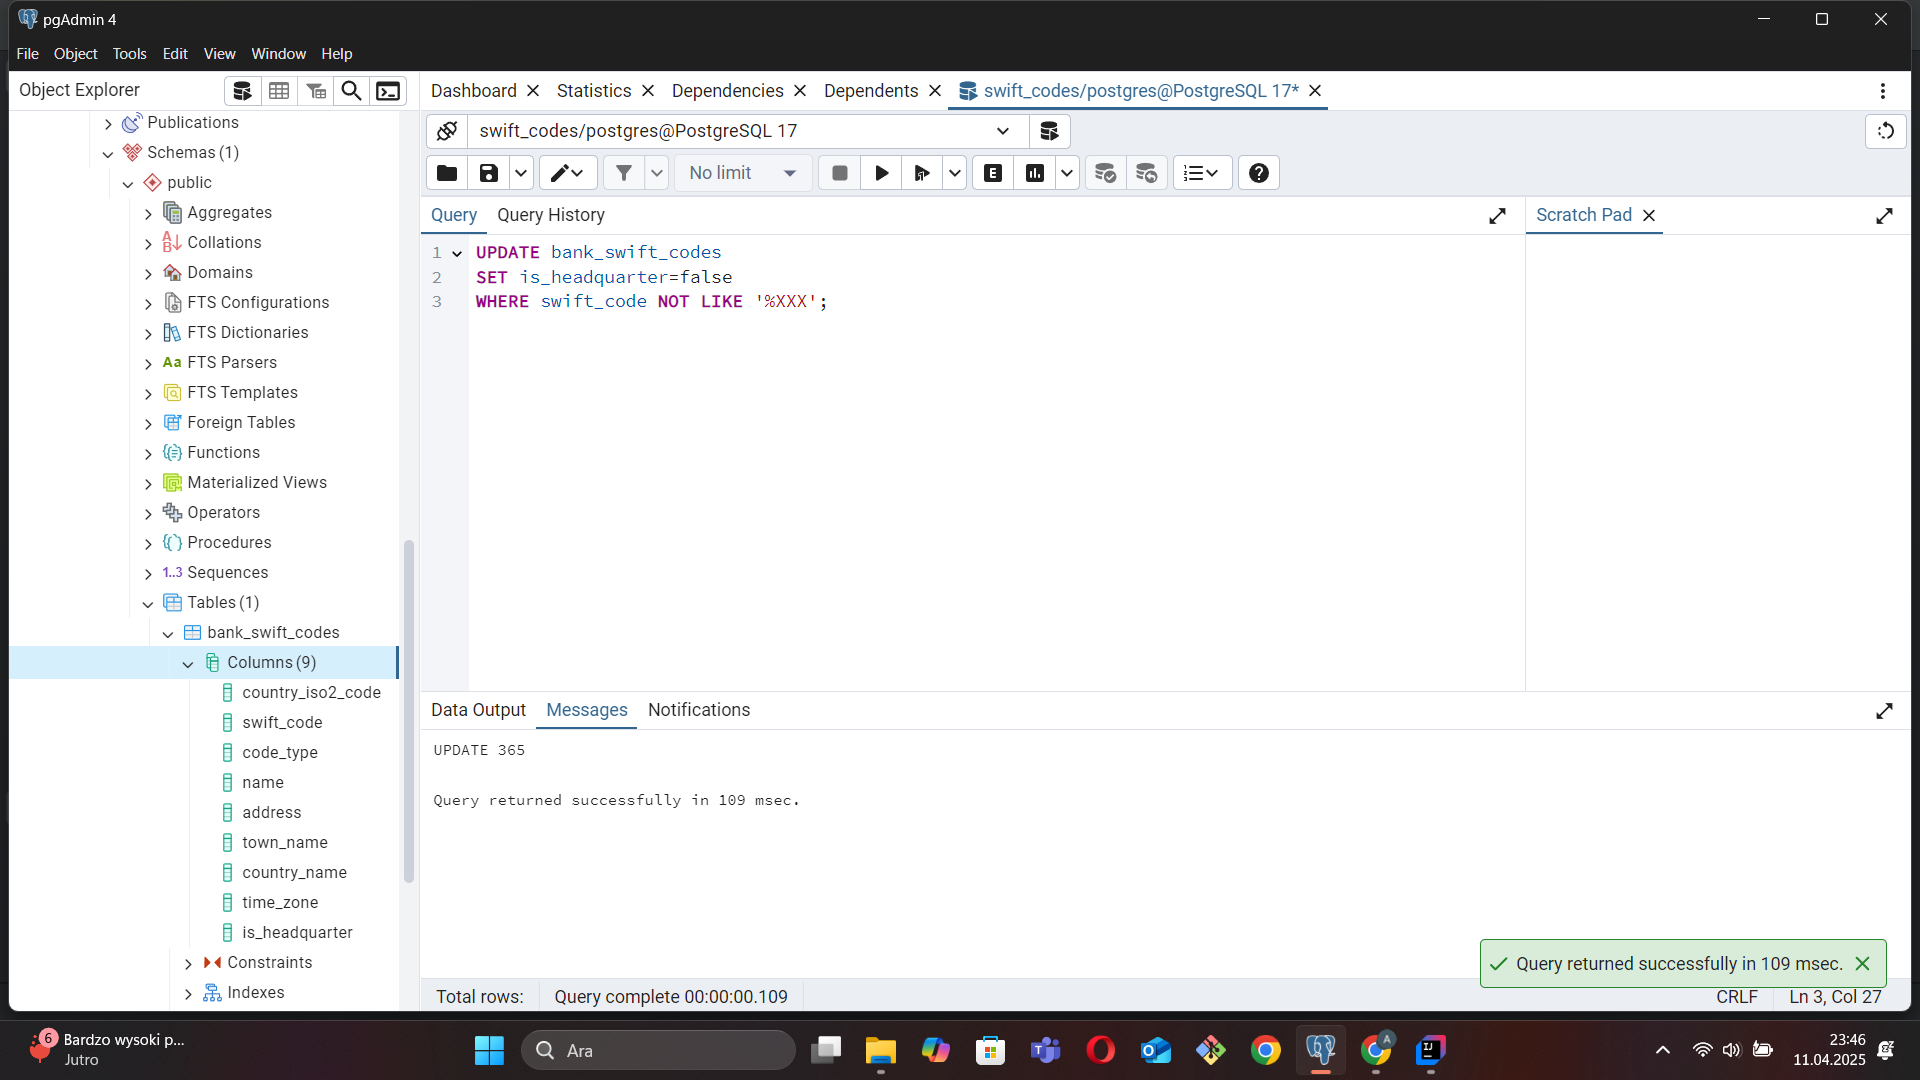 pgAdmin 4
File Object Tools Edit View Window Help
Object Explorer
Publications
Schemas (1)
public
Aggregates
Collations
Domains
FTS Configurations
FTS Dictionaries
Aa FTS Parsers
FTS Templates
Foreign Tables
Functions
Materialized Views
Operators
Procedures
1..3 Sequences
Tables (1)
bank_swift_codes
Columns (9)
country_iso2_code
swift_code
code_type
name
address
town_name
country_name
time_zone
is_headquarter
Constraints
Indexes
Dashboard Statistics Dependencies Dependents swift_codes/postgres@PostgreSQL 17*
swift_codes/postgres@PostgreSQL 17
No limit E
Query Query History
1 UPDATE bank_swift_codes
2 SET is_headquarter=false
3 WHERE swift_code NOT LIKE '%XXX';
Scratch Pad
Data Output Messages Notifications
UPDATE 365
Query returned successfully in 109 msec.
Query returned successfully in 109 msec.
Total rows: Query complete 00:00:00.109 CRLF Ln 3, Col 27
6 Bardzo wysoki p...
Jutro
Ara
A
IJ
23:46
11.04.2025